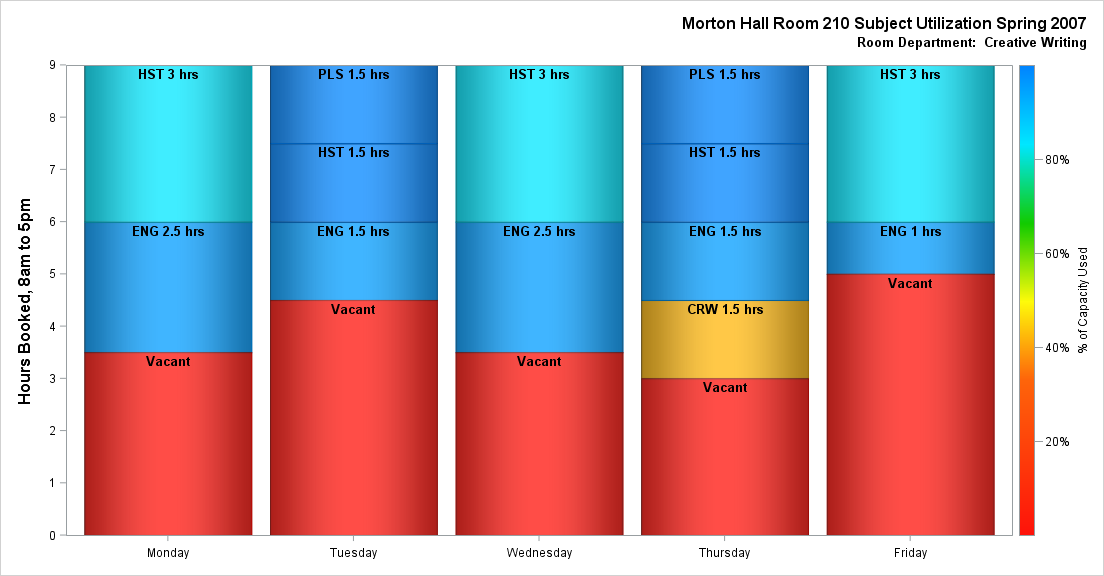 Morton Hall Room 210 Subject Utilization Spring 2007
Room Department: Creative Writing
Hours Booked, 8am to 5pm
9
8
7
6
5
4
3
2
1
0
HST 3 hrs
ENG 2.5 hrs
Vacant
PLS 1.5 hrs
HST 1.5 hrs
ENG 1.5 hrs
Vacant
HST 3 hrs
ENG 2.5 hrs
Vacant
PLS 1.5 hrs
HST 1.5 hrs
ENG 1.5 hrs
CRW 1.5 hrs
Vacant
HST 3 hrs
ENG 1 hrs
Vacant
Monday
Tuesday
Wednesday
Thursday
Friday
80%
60%
40%
20%
% of Capacity Used